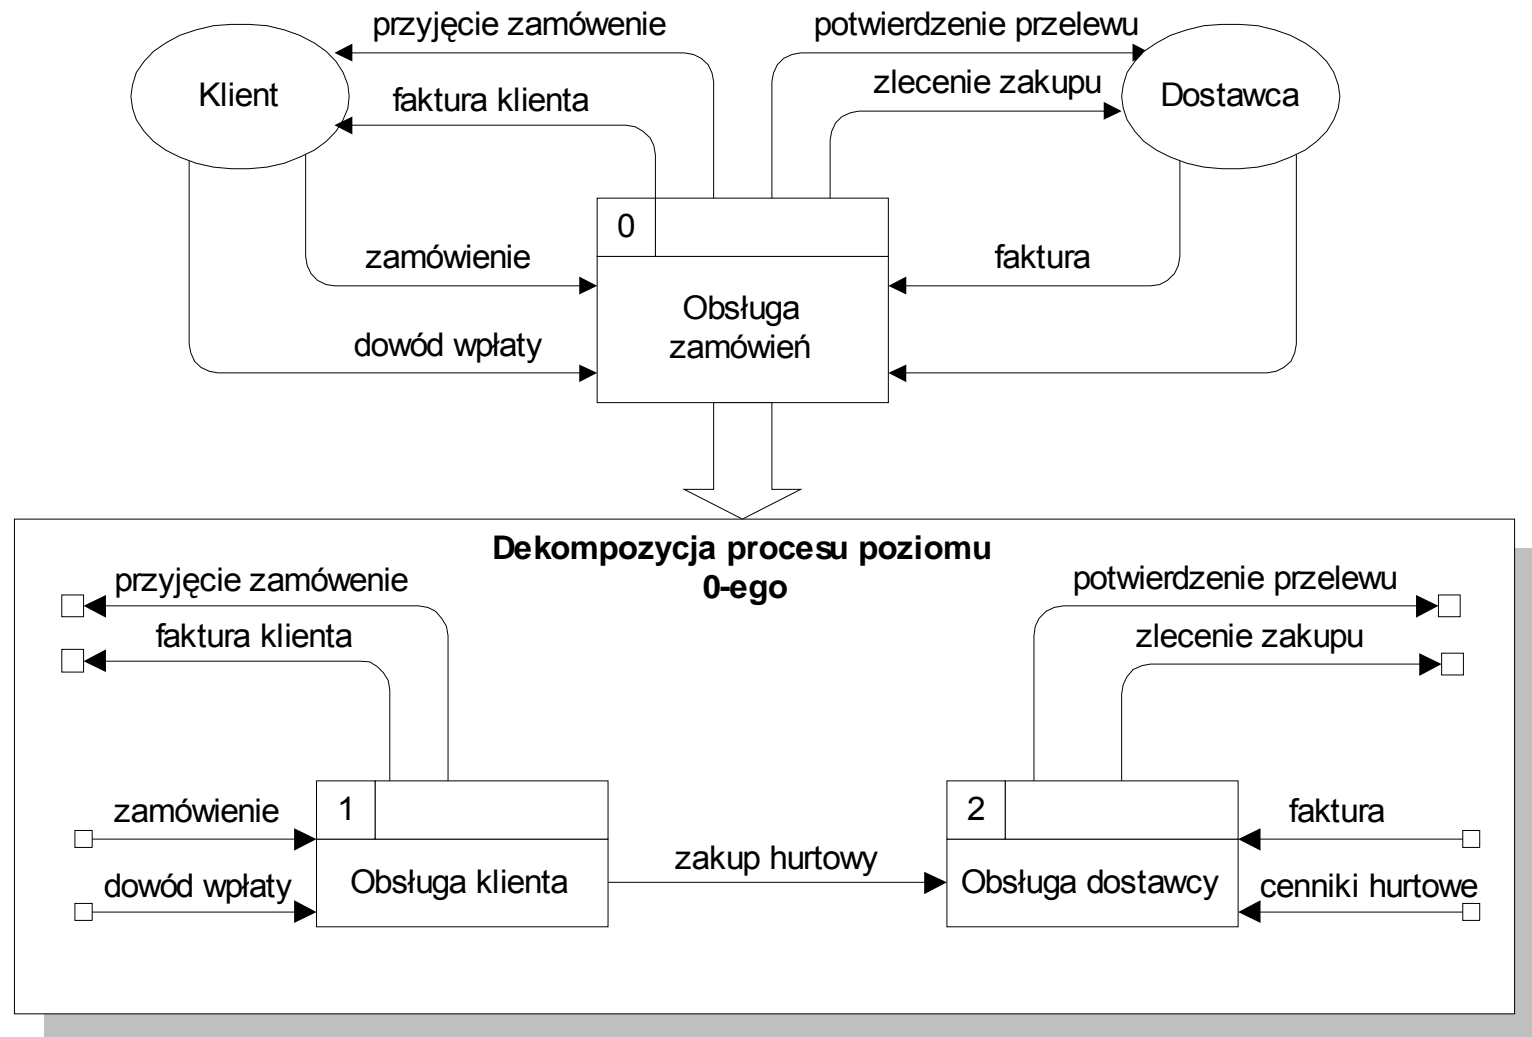 przyjęcie zamówenie
potwierdzenie przelewu
Klient
faktura klienta
zlecenie zakupu
Dostawca
0
zamówienie
faktura
Obsługa
zamówień
dowód wpłaty
Dekompozycja procesu poziomu
0-ego
przyjęcie zamówenie
potwierdzenie przelewu
faktura klienta
zlecenie zakupu
zamówienie
1
2
faktura
dowód wpłaty
Obsługa klienta
zakup hurtowy
Obsługa dostawcy
cenniki hurtowe